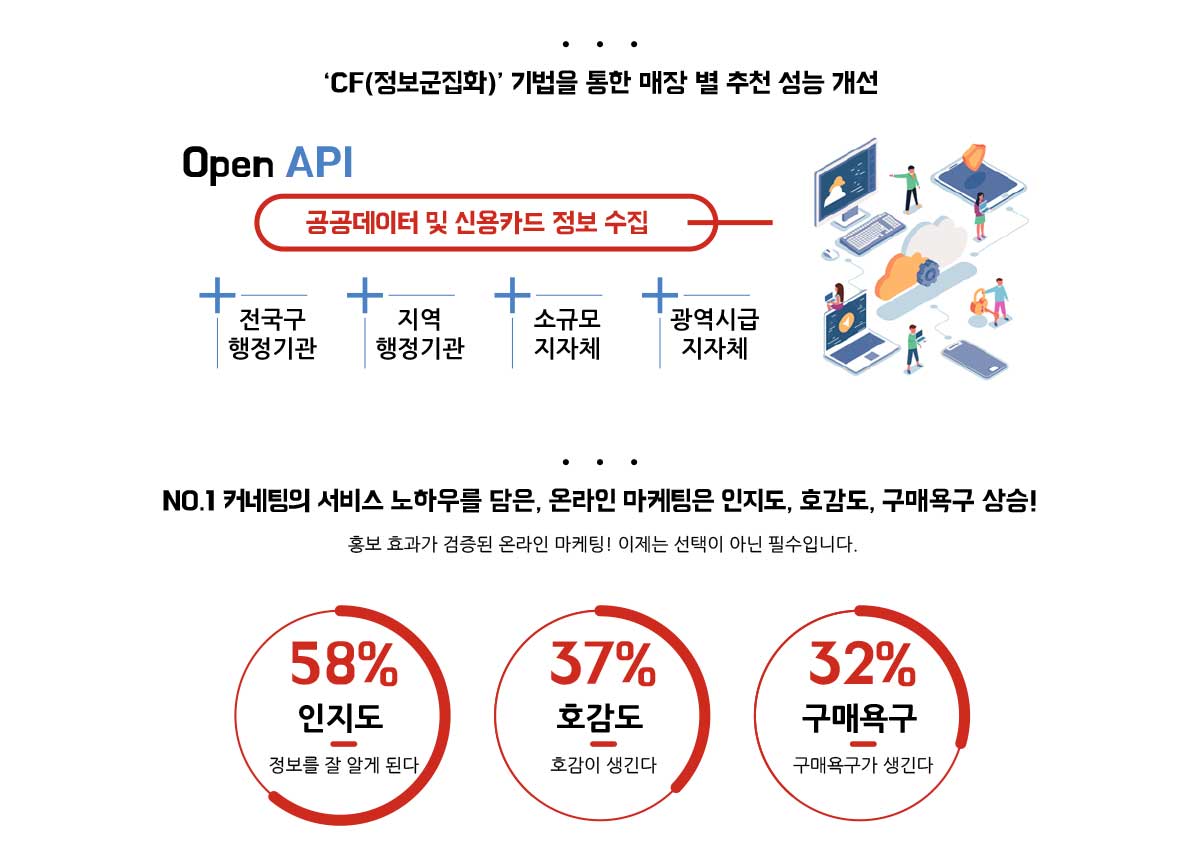 ‘CF(정보군집화)’ 기법을 통한 매장 별 추천 성능 개선
Open API
공공데이터 및 신용카드 정보 수집
전국구
행정기관
지역
행정기관
소규모
지자체
광역시급
지자체
NO.1 커네팅의 서비스 노하우를 담은, 온라인 마케팅은 인지도, 호감도, 구매욕구 상승!
홍보 효과가 검증된 온라인 마케팅! 이제는 선택이 아닌 필수입니다.
58%
인지도
정보를 잘 알게 된다
37%
호감도
호감이 생긴다
32%
구매욕구
구매욕구가 생긴다